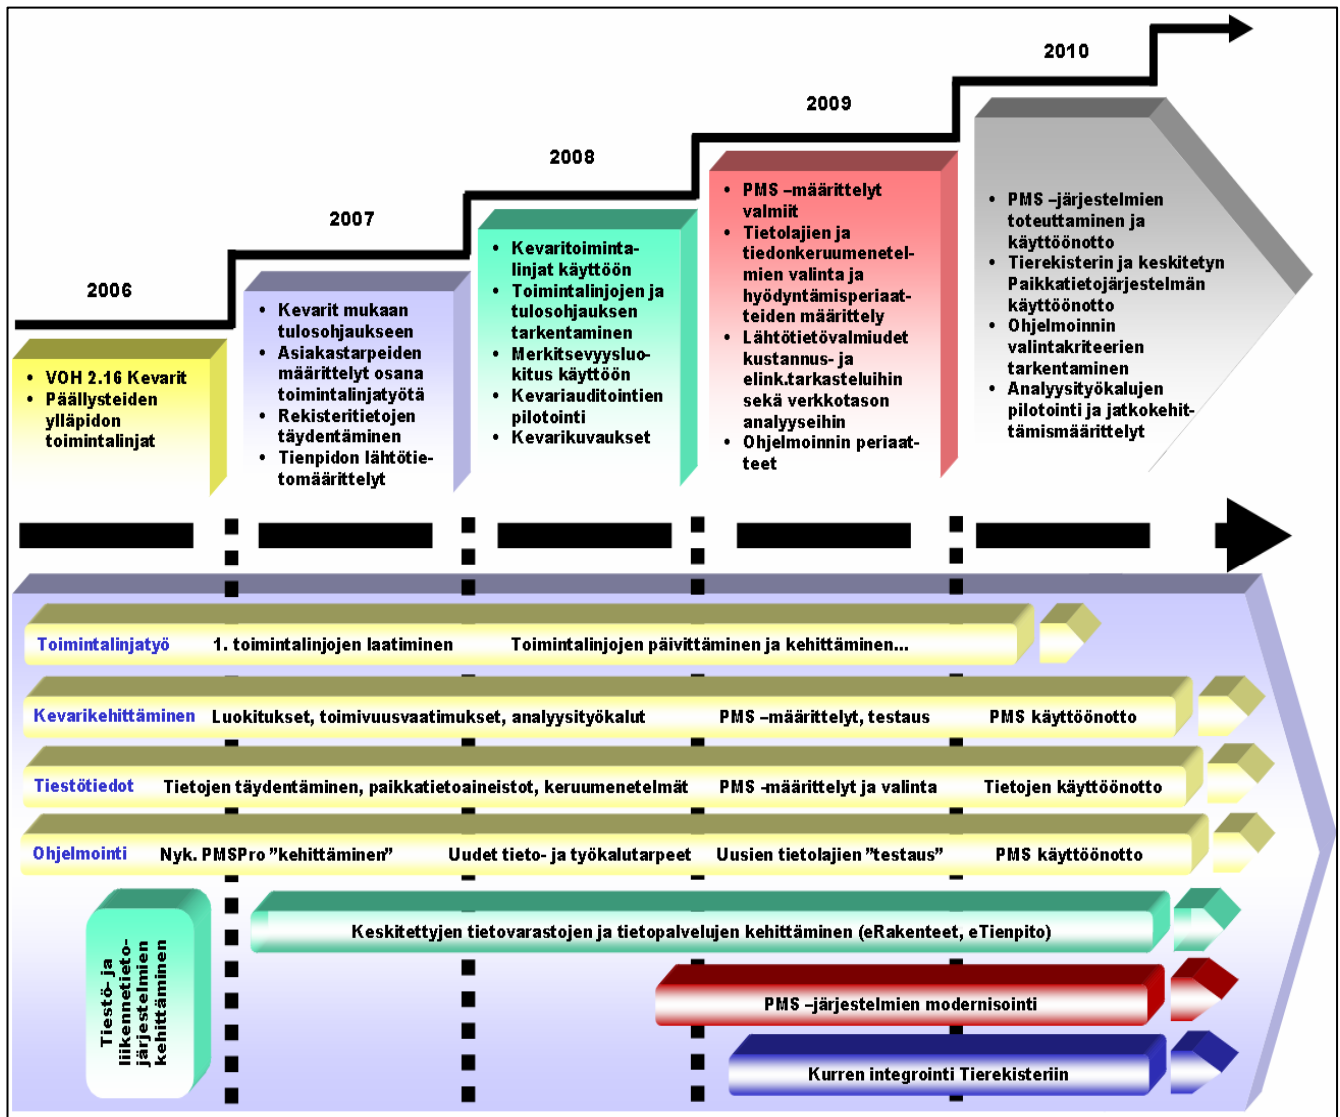 2006
2007
2008
2009
2010
• VOH 2.16 Kevarit
• Päällysteiden
ylläpidon
toimintalinjat
• Kevarit mukaan
tulosohjaukseen
• Asiakastarpeiden
määrittelyt osana
toimintalinjatyötä
• Rekisteritietojen
täydentäminen
• Tienpidon lähtötie-
tomäärittelyt
• Kevaritoiminta-
linjat käyttöön
• Toimintalinjojen ja
tulosohjauksen
tarkentaminen
• Merkitsevyysluo-
kitus käyttöön
• Kevariauditointien
pilotointi
• Kevarikuvaukset
• PMS –määrittelyt
valmiit
• Tietolajien ja
tiedonkeruumenetel-
mien valinta ja
hyödyntämisperiaat-
teiden määrittely
• Lähtötietövalmiudet
kustannus- ja
elink.tarkasteluihin
sekä verkkotason
analyyseihin
• Ohjelmoinnin periaat-
teet
• PMS –järjestelmien
toteuttaminen ja
käyttöönotto
• Tierekisterin ja keskitetyn
Paikkatietojärjestelmän
käyttöönotto
• Ohjelmoinnin
valintakriteerien
tarkentaminen
• Analyysityökalujen
pilotointi ja jatkokehit-
tämismäärittelyt
Toimintalinjatyö 1. toimintalinjojen laatiminen Toimintalinjojen päivittäminen ja kehittäminen...
Kevarikehittäminen Luokitukset, toimivuusvaatimukset, analyysityökalut PMS –määrittelyt, testaus PMS käyttöönotto
Tiestötiedot Tietojen täydentäminen, paikkatietoaineistot, keruumenetelmät PMS -määrittelyt ja valinta Tietojen käyttöönotto
Ohjelmointi Nyk. PMSPro ”kehittäminen” Uudet tieto- ja työkalutarpeet Uusien tietolajien ”testaus” PMS käyttöönotto
Tiestö- ja
liikennetieto-
järjestelmien
kehittäminen
Keskitettyjen tietovarastojen ja tietopalvelujen kehittäminen (eRakenteet, eTienpito)
PMS –järjestelmien modernisointi
Kurren integrointi Tierekisteriin